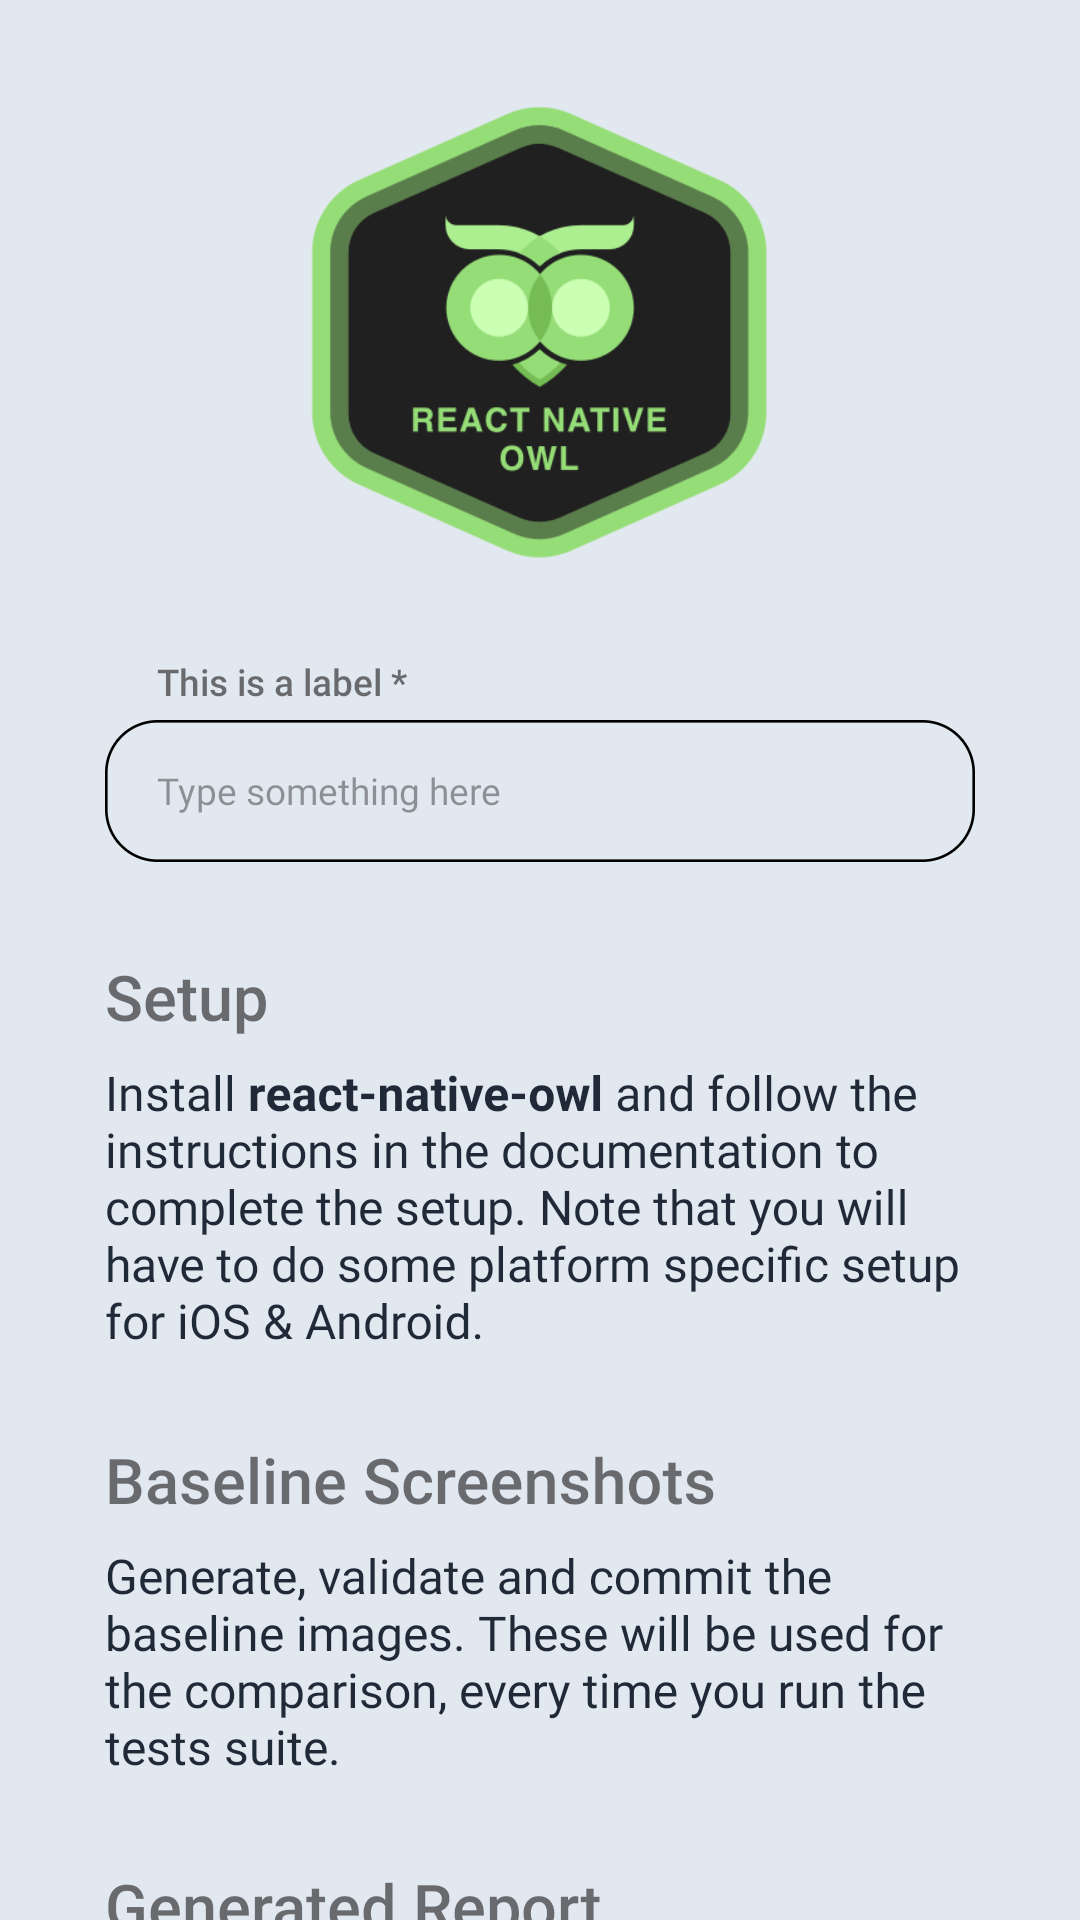 REACT NATIVE
OWL
This is a label *
Type something here
Setup
Install react-native-owl and follow the
instructions in the documentation to
complete the setup. Note that you will
have to do some platform specific setup
for iOS & Android.
Baseline Screenshots
Generate, validate and commit the
baseline images. These will be used for
the comparison, every time you run the
tests suite.
Generated Report